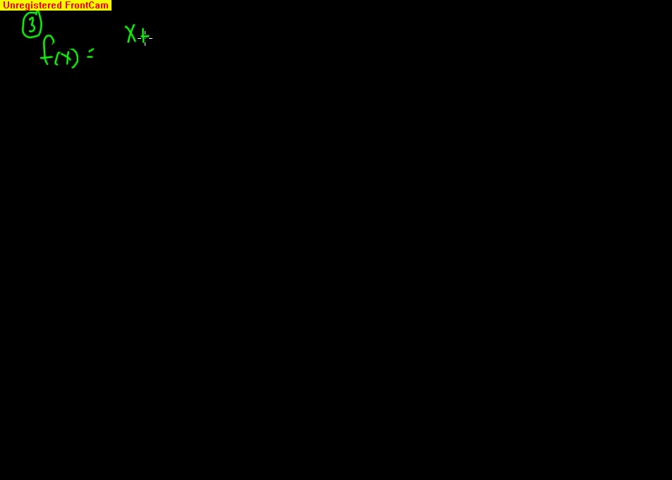 Unregistered FrontCam
3
f(x) = x+